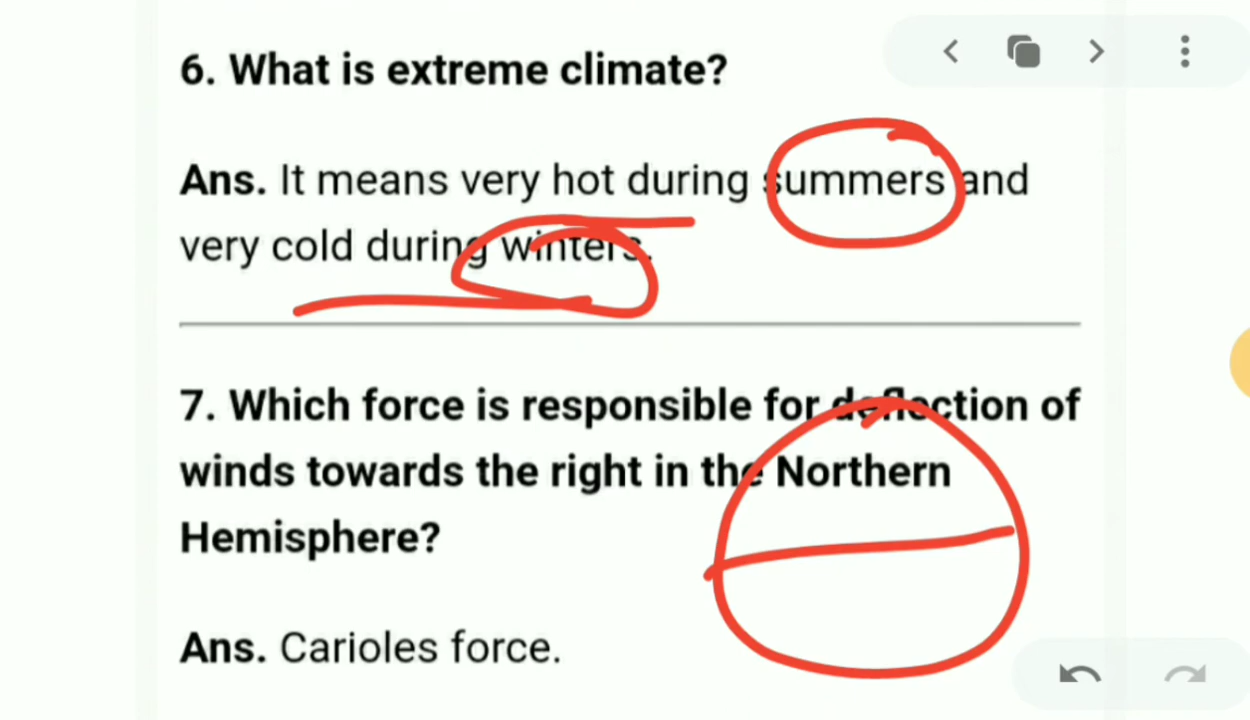 6. What is extreme climate?
Ans. It means very hot during summers and
very cold during winters.
7. Which force is responsible for deflection of
winds towards the right in the Northern
Hemisphere?
Ans. Carioles force.